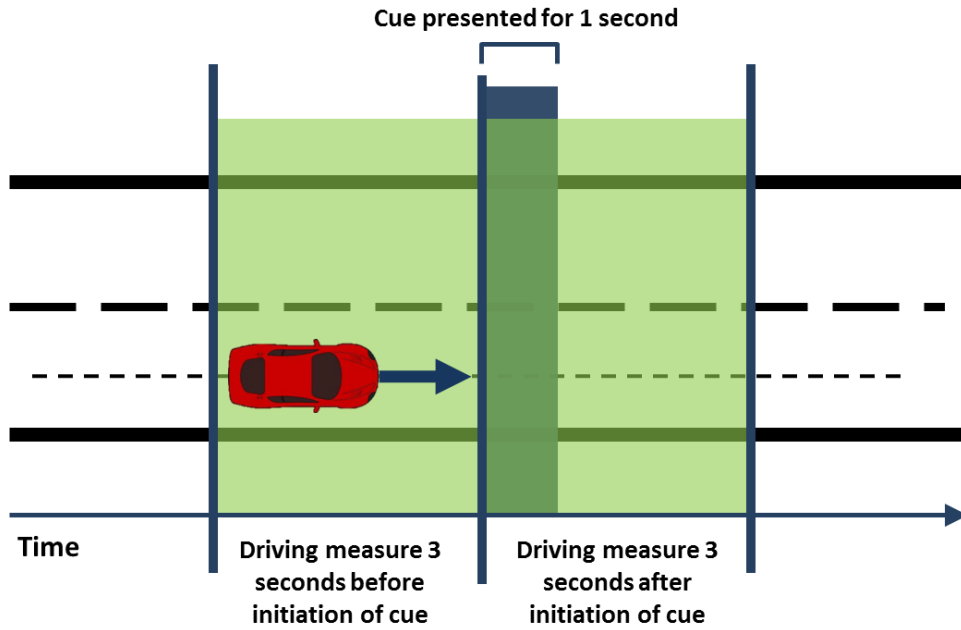 Cue presented for 1 second
Time
Driving measure 3
seconds before
initiation of cue
Driving measure 3
seconds after
initiation of cue